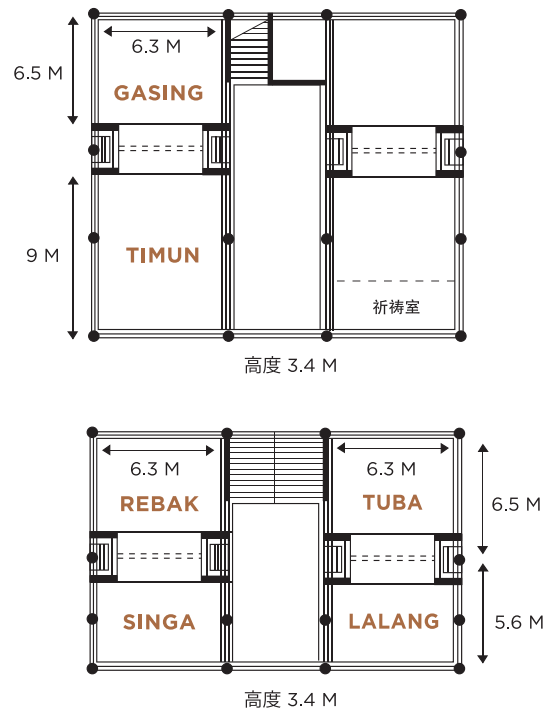 6.3 M
6.5 M
GASING
9 M
TIMUN
祈祷室
高度 3.4 M
6.3 M
6.3 M
REBAK
TUBA
6.5 M
SINGA
LALANG
5.6 M
高度 3.4 M